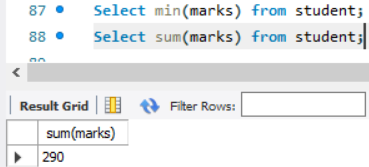 87 Select min(marks) from student;
88 Select sum(marks) from student;
Result Grid Filter Rows:
sum(marks)
290